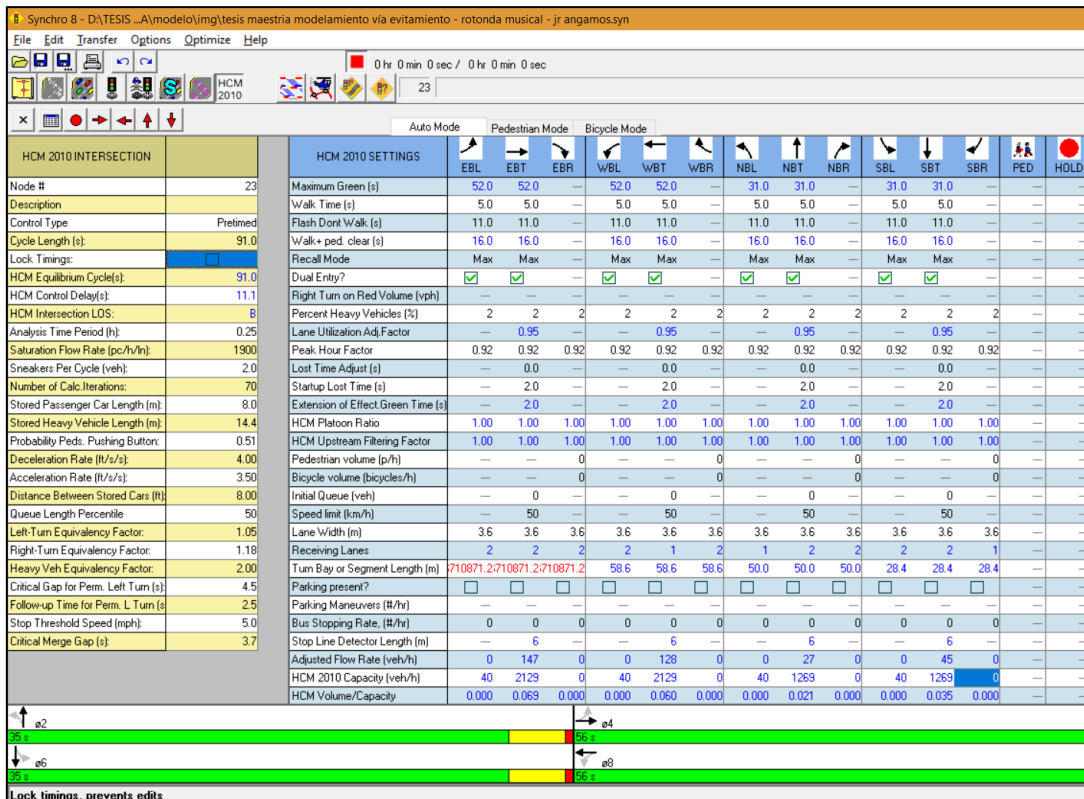 Synchro 8 - D:\TESIS ...A\modelo\img\tesis maestria modelamiento vía evitamiento - rotonda musical - jr angamos.syn
File Edit Transfer Options Optimize Help
0 hr 0 min 0 sec / 0 hr 0 min 0 sec
HCM 2010 23
Auto Mode Pedestrian Mode Bicycle Mode
HCM 2010 INTERSECTION
Node # 23
Description
Control Type Pretimed
Cycle Length (s): 91.0
Lock Timings:
HCM Equilibrium Cycle(s): 91.0
HCM Control Delay(s): 11.1
HCM Intersection LOS: B
Analysis Time Period (h): 0.25
Saturation Flow Rate (pc/h/ln): 1900
Sneakers Per Cycle (veh): 2.0
Number of Calc.Iterations: 70
Stored Passenger Car Length (m): 8.0
Stored Heavy Vehicle Length (m): 14.4
Probability Peds. Pushing Button: 0.51
Deceleration Rate (ft/s/s): 4.00
Acceleration Rate (ft/s/s): 3.50
Distance Between Stored Cars (ft) 8.00
Queue Length Percentile 50
Left-Turn Equivalency Factor: 1.05
Right-Turn Equivalency Factor: 1.18
Heavy Veh Equivalency Factor: 2.00
Critical Gap for Perm. Left Turn (s): 4.5
Follow-up Time for Perm. L Turn (s 2.5
Stop Threshold Speed (mph): 5.0
Critical Merge Gap (s): 3.7
HCM 2010 SETTINGS EBL EBT EBR WBL WBT WBR NBL NBT NBR SBL SBT SBR PED HOLD
Maximum Green (s) 52.0 52.0 — 52.0 52.0 — 31.0 31.0 — 31.0 31.0 — — —
Walk Time (s) 5.0 5.0 — 5.0 5.0 — 5.0 5.0 — 5.0 5.0 — — —
Flash Dont Walk (s) 11.0 11.0 — 11.0 11.0 — 11.0 11.0 — 11.0 11.0 — — —
Walk+ ped. clear (s) 16.0 16.0 — 16.0 16.0 — 16.0 16.0 — 16.0 16.0 — — —
Recall Mode Max Max — Max Max — Max Max — Max Max — — —
Dual Entry? — — — — — —
Right Turn on Red Volume (vph) — — — — — — — — — — — — — —
Percent Heavy Vehicles (%) 2 2 2 2 2 2 2 2 2 2 2 2 — —
Lane Utilization Adj.Factor — 0.95 — — 0.95 — — 0.95 — — 0.95 — — —
Peak Hour Factor 0.92 0.92 0.92 0.92 0.92 0.92 0.92 0.92 0.92 0.92 0.92 0.92 — —
Lost Time Adjust (s) — 0.0 — — 0.0 — — 0.0 — — 0.0 — — —
Startup Lost Time (s) — 2.0 — — 2.0 — — 2.0 — — 2.0 — — —
Extension of Effect.Green Time (s) — 2.0 — — 2.0 — — 2.0 — — 2.0 — — —
HCM Platoon Ratio 1.00 1.00 1.00 1.00 1.00 1.00 1.00 1.00 1.00 1.00 1.00 1.00 — —
HCM Upstream Filtering Factor 1.00 1.00 1.00 1.00 1.00 1.00 1.00 1.00 1.00 1.00 1.00 1.00 — —
Pedestrian volume (p/h) — — 0 — — 0 — — 0 — — 0 — —
Bicycle volume (bicycles/h) — — 0 — — 0 — — 0 — — 0 — —
Initial Queue (veh) — 0 — — 0 — — 0 — — 0 — — —
Speed limit (km/h) — 50 — — 50 — — 50 — — 50 — — —
Lane Width (m) 3.6 3.6 3.6 3.6 3.6 3.6 3.6 3.6 3.6 3.6 3.6 3.6 — —
Receiving Lanes 2 2 2 2 1 2 1 2 2 2 2 1 — —
Turn Bay or Segment Length (m) 710871.2 710871.2 710871.2 58.6 58.6 58.6 50.0 50.0 50.0 28.4 28.4 28.4 — —
Parking present? — —
Parking Maneuvers (#/hr) — — — — — — — — — — — — — —
Bus Stopping Rate, (#/hr) 0 0 0 0 0 0 0 0 0 0 0 0 — —
Stop Line Detector Length (m) — 6 — — 6 — — 6 — — 6 — — —
Adjusted Flow Rate (veh/h) 0 147 0 0 128 0 0 27 0 0 45 0 — —
HCM 2010 Capacity (veh/h) 40 2129 0 40 2129 0 40 1269 0 40 1269 0 — —
HCM Volume/Capacity 0.000 0.069 0.000 0.000 0.060 0.000 0.000 0.021 0.000 0.000 0.035 0.000 — —
ø2 ø4
35 s 56 s
ø6 ø8
35 s 56 s
Lock timings, prevents edits